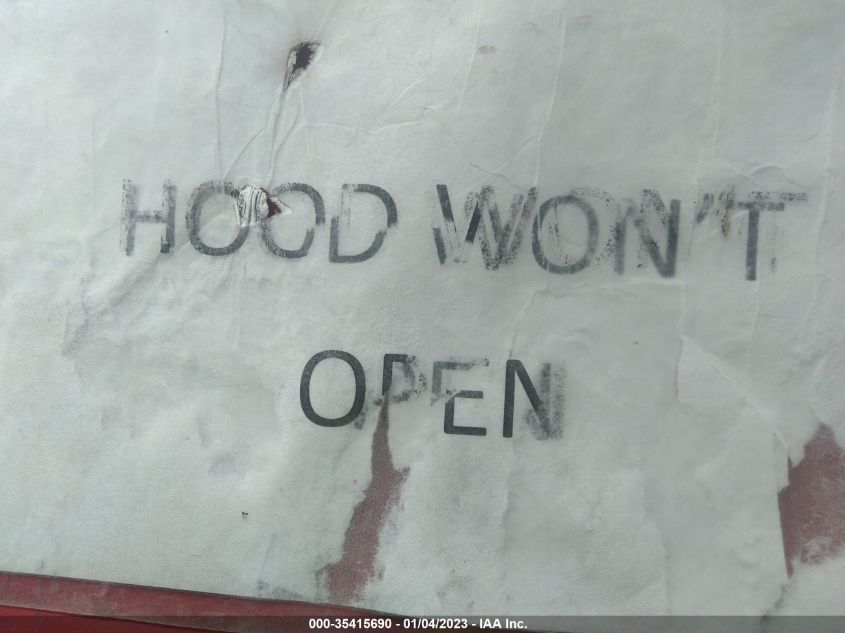 HOOD WON'T
OPEN
000-35415690 - 01/04/2023 - IAA Inc.